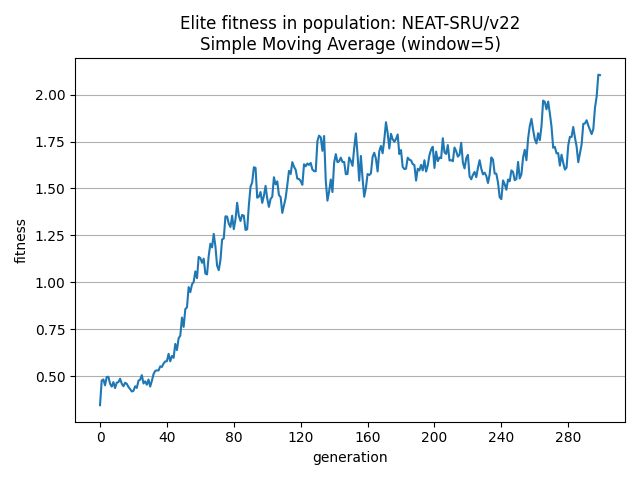 Elite fitness in population: NEAT-SRU/v22
Simple Moving Average (window=5)
fitness
2.00
1.75
1.50
1.25
1.00
0.75
0.50
0 40 80 120 160 200 240 280
generation